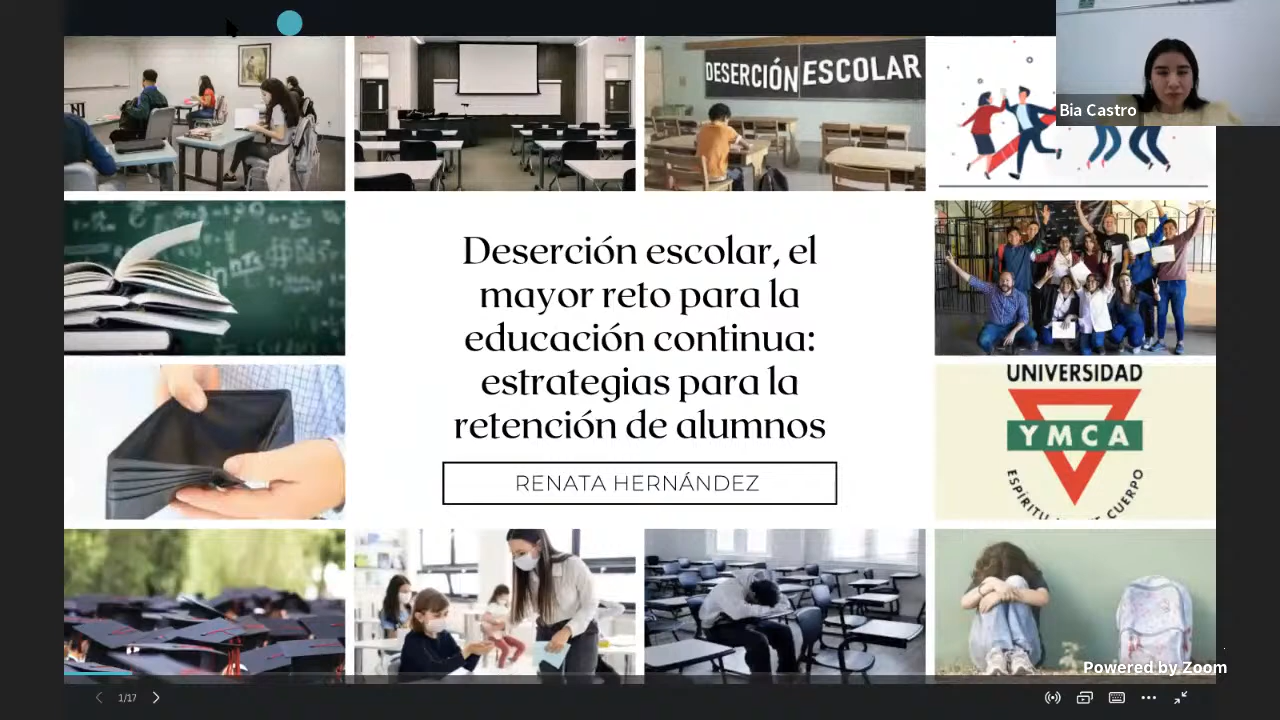 DESERCIÓN ESCOLAR
Bia Castro
Deserción escolar, el
mayor reto para la
educación continua:
estrategias para la
retención de alumnos
RENATA HERNÁNDEZ
UNIVERSIDAD
YMCA
CUERPO
Powered by Zoom
1/17